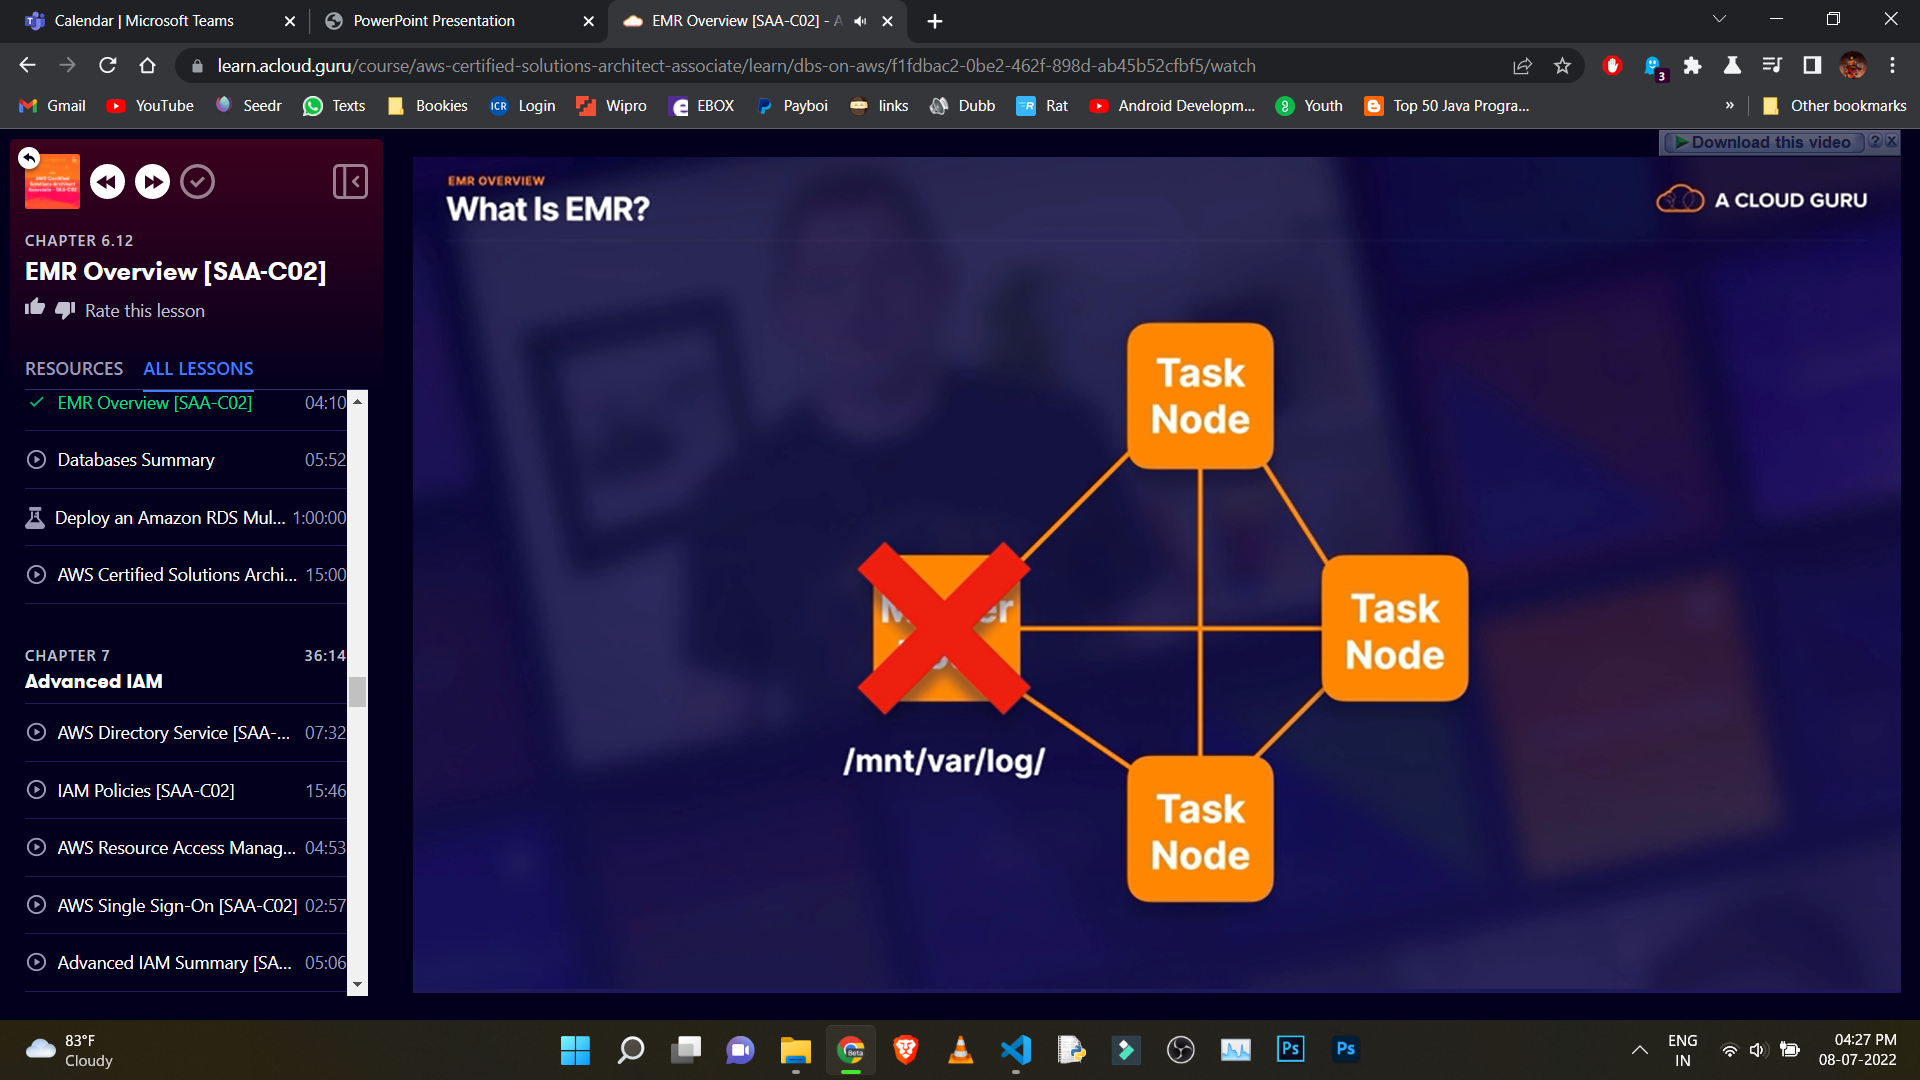 Calendar | Microsoft Teams
PowerPoint Presentation
EMR Overview [SAA-C02] - A
learn.acloud.guru/course/aws-certified-solutions-architect-associate/learn/dbs-on-aws/f1fdbac2-0be2-462f-898d-ab45b52cfbf5/watch
3
Gmail
YouTube
Seedr
Texts
Bookies
ICR Login
Wipro
EBOX
Payboi
links
Dubb
Rat
Android Developm...
Youth
Top 50 Java Progra...
»
Other bookmarks
Download this video
?
CHAPTER 6.12
EMR Overview [SAA-C02]
Rate this lesson
RESOURCES
ALL LESSONS
EMR Overview [SAA-C02] 04:10
Databases Summary 05:52
Deploy an Amazon RDS Mul... 1:00:00
AWS Certified Solutions Archi... 15:00
CHAPTER 7 36:14
Advanced IAM
AWS Directory Service [SAA-... 07:32
IAM Policies [SAA-C02] 15:46
AWS Resource Access Manag... 04:53
AWS Single Sign-On [SAA-C02] 02:57
Advanced IAM Summary [SA... 05:06
EMR OVERVIEW
What Is EMR?
A CLOUD GURU
Task
Node
Task
Node
/mnt/var/log/
Task
Node
83°F
Cloudy
Beta
Ps
Ps
ENG
IN
04:27 PM
08-07-2022